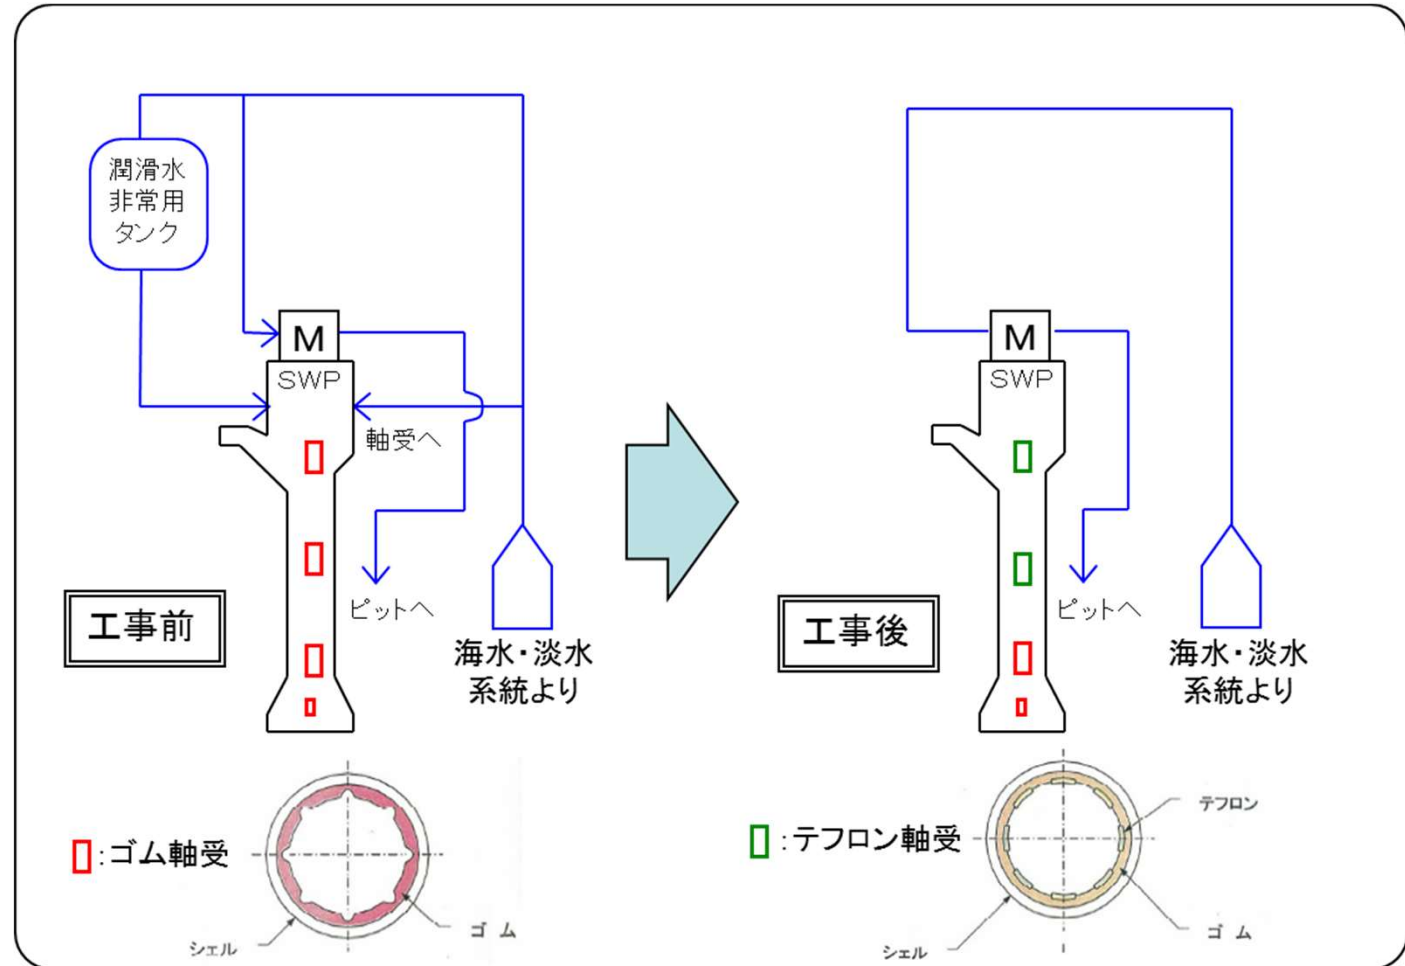 潤滑水
非常用
タンク
M
SWP
軸受へ
ピットへ
工事前
海水・淡水
系統より
M
SWP
ピットへ
工事後
海水・淡水
系統より
:ゴム軸受
シェル
ゴム
:テフロン軸受
テフロン
シェル
ゴム